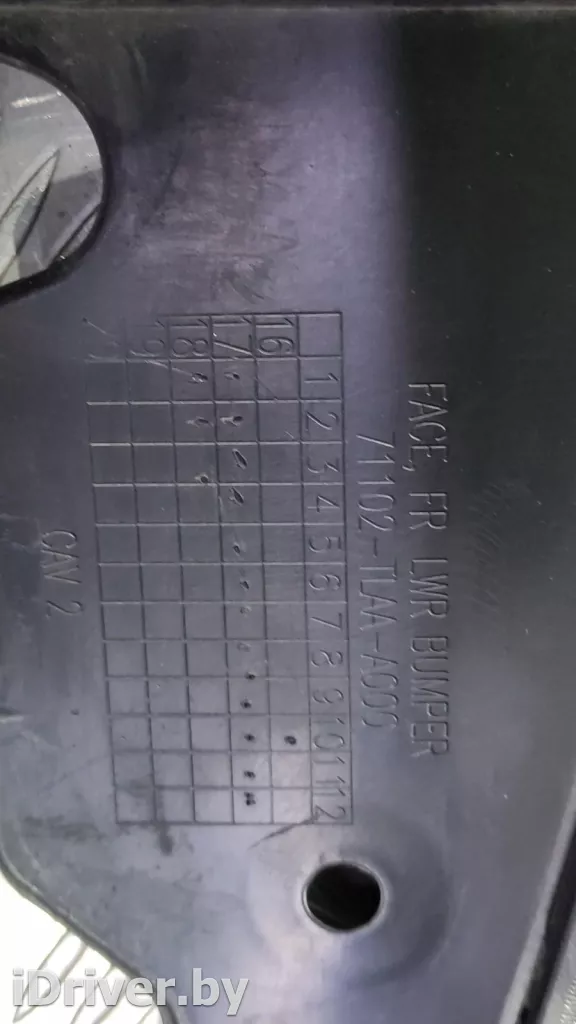 FACE, FR LWR BUMPER
71102-TLAA-A000
1 2 3 4 5 6 7 8 9 10 11 12
16
17
18
19
CAV 2
iDriver.by